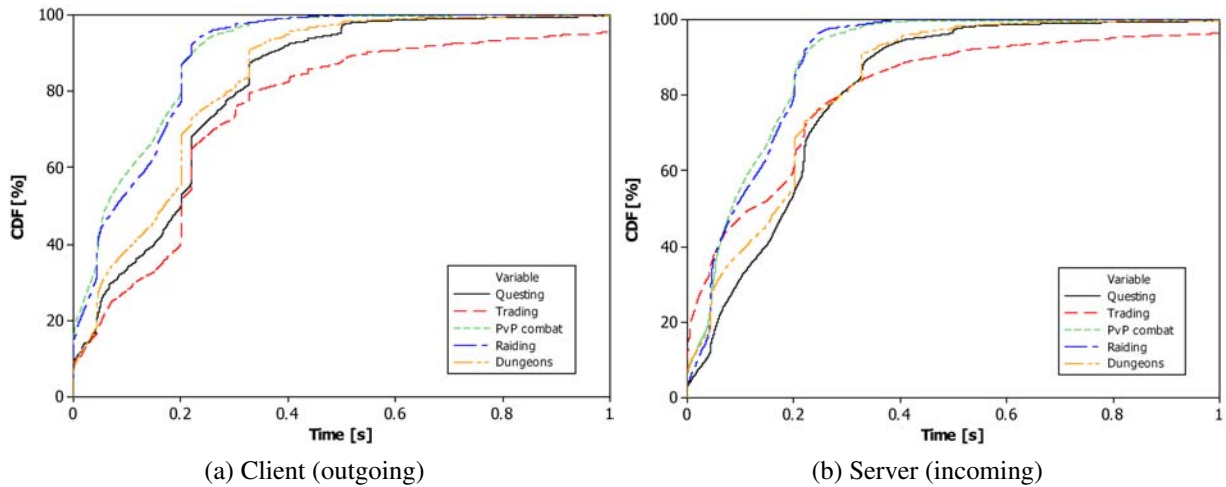 100
80
60
40
20
0
CDF [%]
Variable
Questing
Trading
PvP combat
Raiding
Dungeons
0 0.2 0.4 0.6 0.8 1
Time [s]
(a) Client (outgoing)
100
80
60
40
20
0
CDF [%]
Variable
Questing
Trading
PvP combat
Raiding
Dungeons
0 0.2 0.4 0.6 0.8 1
Time [s]
(b) Server (incoming)